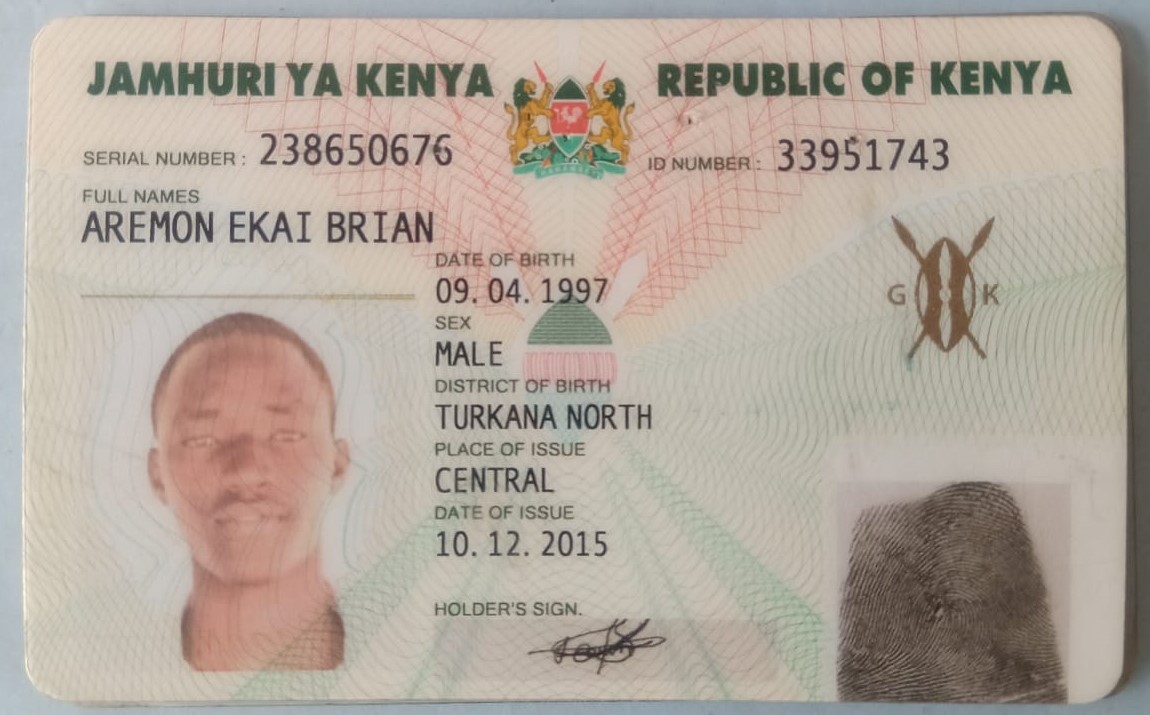 JAMHURI YA KENYA REPUBLIC OF KENYA
SERIAL NUMBER : 238650676 ID NUMBER : 33951743
FULL NAMES
AREMON EKAI BRIAN
DATE OF BIRTH
09. 04. 1997
SEX
MALE
G K
DISTRICT OF BIRTH
TURKANA NORTH
PLACE OF ISSUE
CENTRAL
DATE OF ISSUE
10. 12. 2015
HOLDER'S SIGN.